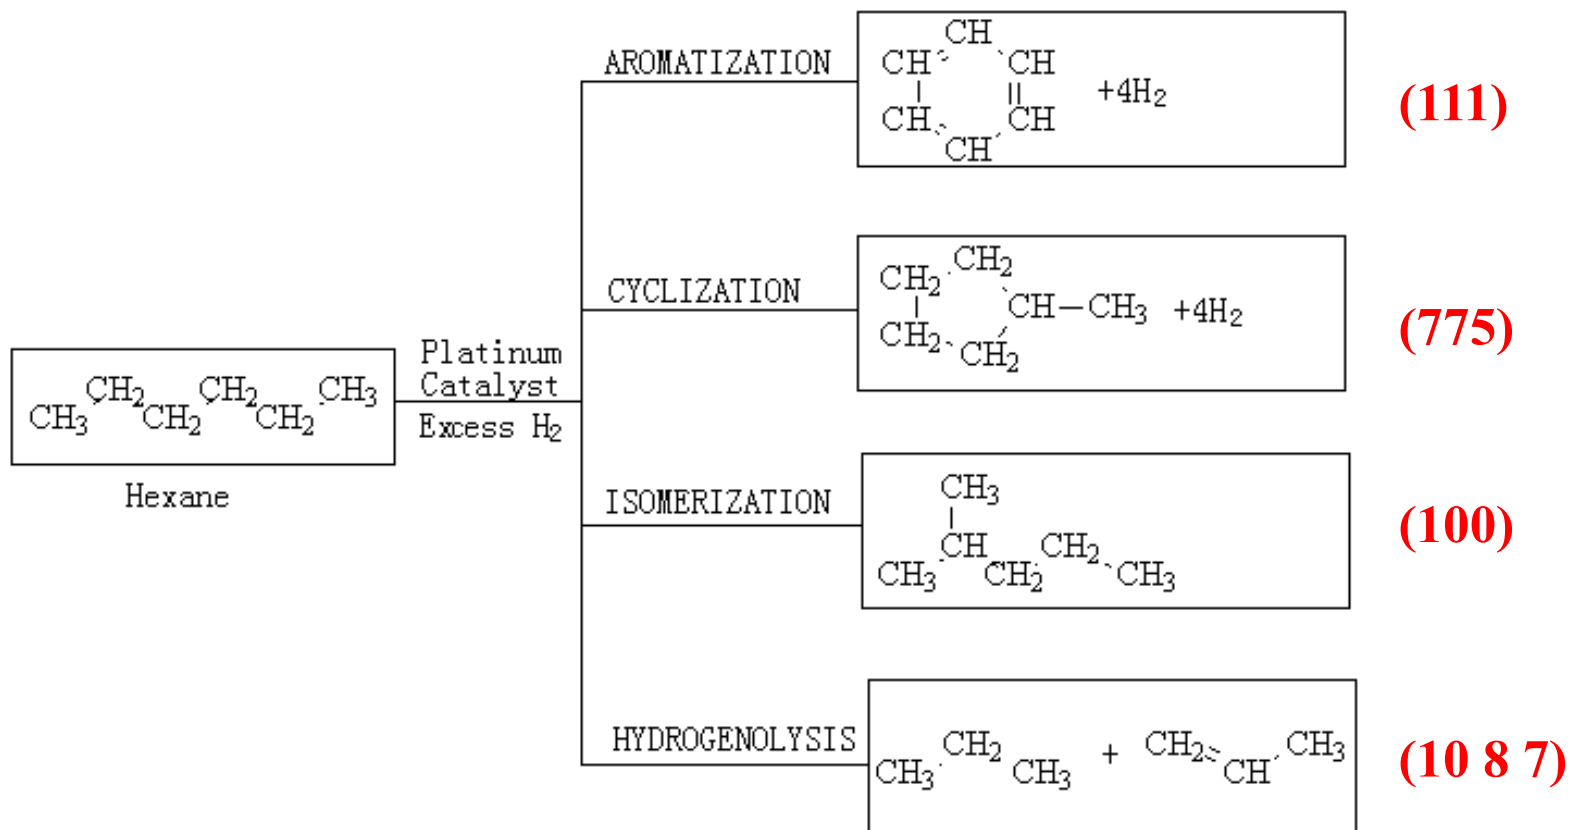 AROMATIZATION
CH
CH CH
CH CH
CH
+4H2
(111)
CYCLIZATION
CH2 CH2
CH—CH3 +4H2
CH2 CH2
(775)
CH3 CH2 CH2 CH2 CH2 CH3
Hexane
Platinum
Catalyst
Excess H2
ISOMERIZATION
CH3
CH CH2
CH3 CH2 CH3
(100)
HYDROGENOLYSIS
CH3 CH2 CH3 + CH2 CH CH3
(10 8 7)